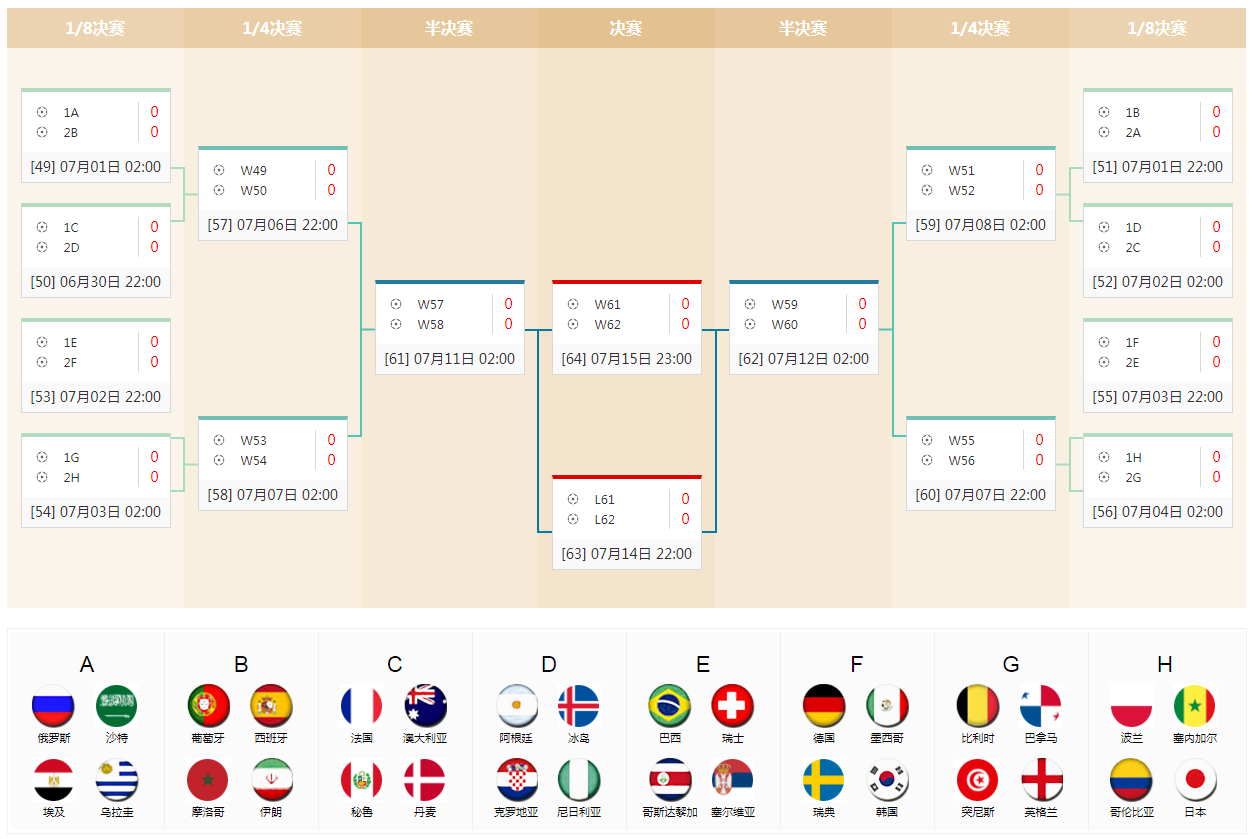 1/8决赛 1/4决赛 半决赛 决赛 半决赛 1/4决赛 1/8决赛
1A 0
2B 0
[49] 07月01日 02:00
1C 0
2D 0
[50] 06月30日 22:00
1E 0
2F 0
[53] 07月02日 22:00
1G 0
2H 0
[54] 07月03日 02:00
W49 0
W50 0
[57] 07月06日 22:00
W53 0
W54 0
[58] 07月07日 02:00
W57 0
W58 0
[61] 07月11日 02:00
W61 0
W62 0
[64] 07月15日 23:00
L61 0
L62 0
[63] 07月14日 22:00
W59 0
W60 0
[62] 07月12日 02:00
W51 0
W52 0
[59] 07月08日 02:00
W55 0
W56 0
[60] 07月07日 22:00
1B 0
2A 0
[51] 07月01日 22:00
1D 0
2C 0
[52] 07月02日 02:00
1F 0
2E 0
[55] 07月03日 22:00
1H 0
2G 0
[56] 07月04日 02:00
A B C D E F G H
俄罗斯 沙特 葡萄牙 西班牙 法国 澳大利亚 阿根廷 冰岛 巴西 瑞士 德国 墨西哥 比利时 巴拿马 波兰 塞内加尔
埃及 乌拉圭 摩洛哥 伊朗 秘鲁 丹麦 克罗地亚 尼日利亚 哥斯达黎加 塞尔维亚 瑞典 韩国 突尼斯 英格兰 哥伦比亚 日本